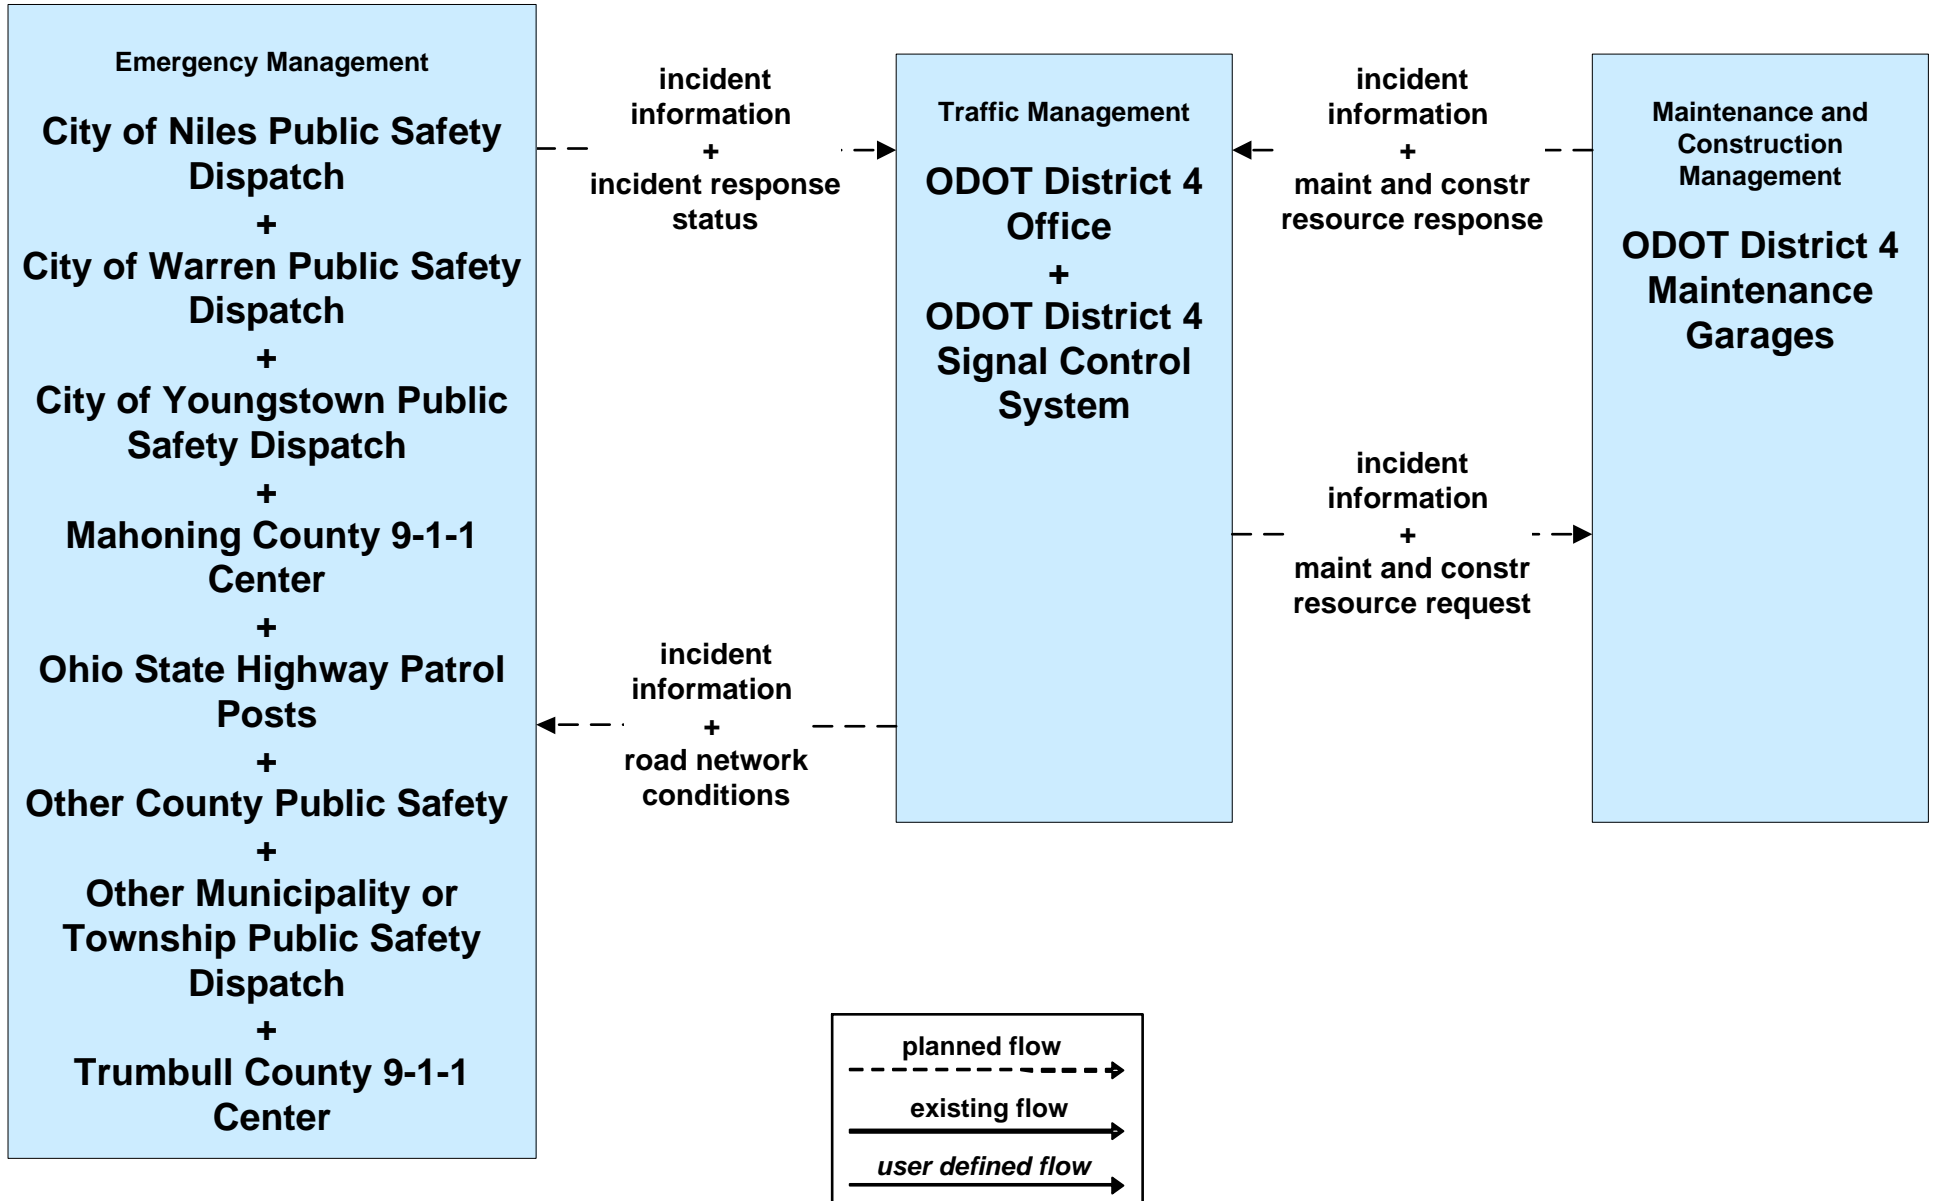 Emergency Management
City of Niles Public Safety
Dispatch
+
City of Warren Public Safety
Dispatch
+
City of Youngstown Public
Safety Dispatch
+
Mahoning County 9-1-1
Center
+
Ohio State Highway Patrol
Posts
+
Other County Public Safety
+
Other Municipality or
Township Public Safety
Dispatch
+
Trumbull County 9-1-1
Center
incident
information
+
incident response
status
incident
information
+
road network
conditions
Traffic Management
ODOT District 4
Office
+
ODOT District 4
Signal Control
System
incident
information
+
maint and constr
resource response
incident
information
+
maint and constr
resource request
Maintenance and
Construction
Management
ODOT District 4
Maintenance
Garages
planned flow
existing flow
user defined flow